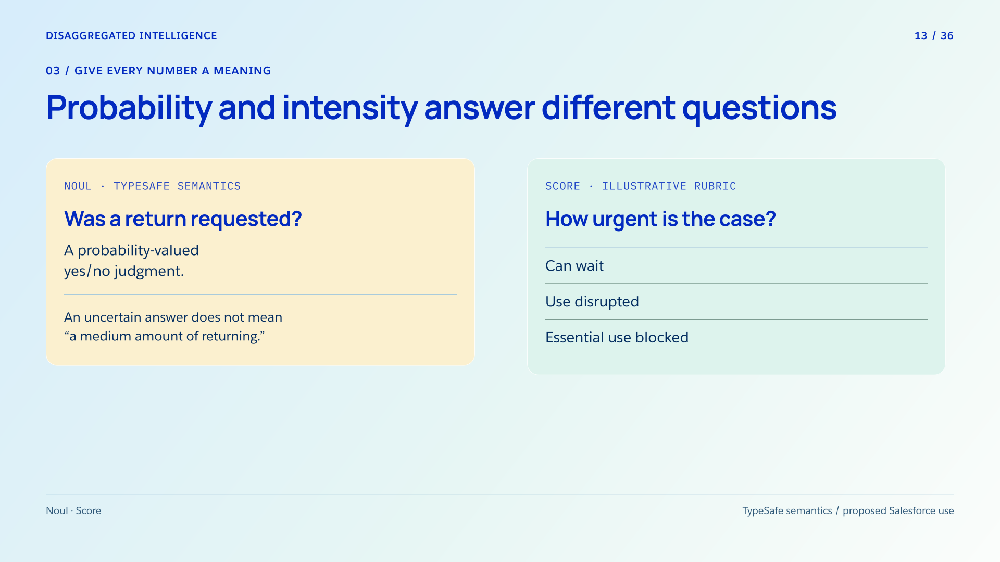 DISAGGREGATED INTELLIGENCE
13 / 36
03 / GIVE EVERY NUMBER A MEANING
Probability and intensity answer different questions
NOUL · TYPESAFE SEMANTICS
Was a return requested?
A probability-valued
yes/no judgment.
An uncertain answer does not mean
“a medium amount of returning.”
SCORE · ILLUSTRATIVE RUBRIC
How urgent is the case?
Can wait
Use disrupted
Essential use blocked
Noul · Score
TypeSafe semantics / proposed Salesforce use